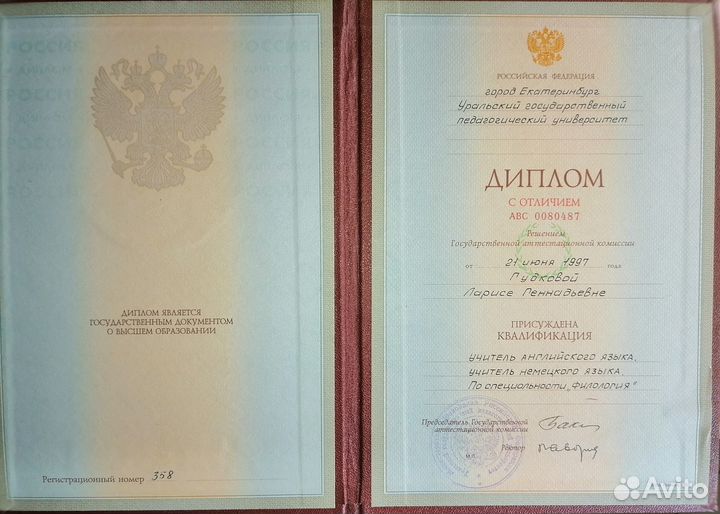 ДИПЛОМ ЯВЛЯЕТСЯ
ГОСУДАРСТВЕННЫМ ДОКУМЕНТОМ
О ВЫСШЕМ ОБРАЗОВАНИИ
Регистрационный номер 358
РОССИЙСКАЯ ФЕДЕРАЦИЯ
город Екатеринбург
Уральский государственный
педагогический университет
ДИПЛОМ
С ОТЛИЧИЕМ
АВС 0080487
Решением
Государственной аттестационной комиссии
от 21 июня 1997 года
Гудковой
Ларисе Геннадьевне
ПРИСУЖДЕНА
КВАЛИФИКАЦИЯ
учитель английского языка,
учитель немецкого языка
По специальности „Филология"
Председатель Государственной
аттестационной комиссии
Ректор
М.П.
Avito